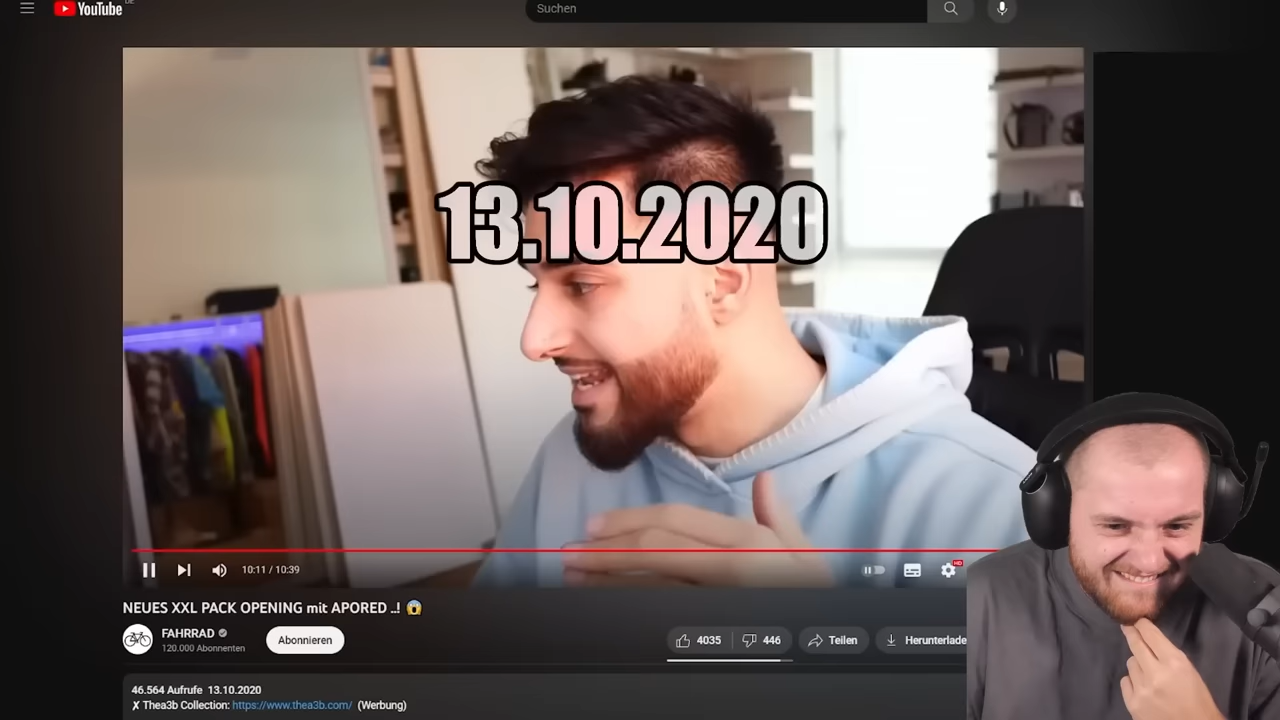 YouTube DE
Suchen
13.10.2020
10:11 / 10:39
HD
NEUES XXL PACK OPENING mit APORED ..! 😱
FAHRRAD
120.000 Abonnenten
Abonnieren
4035
446
Teilen
Herunterlade
46.564 Aufrufe 13.10.2020
✗ Thea3b Collection: https://www.thea3b.com/ (Werbung)